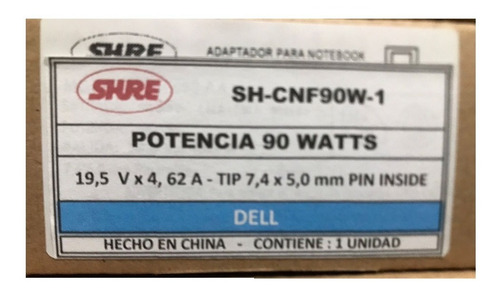 SHRE
ADAPTADOR PARA NOTEBOOK
SHRE SH-CNF90W-1
POTENCIA 90 WATTS
19,5 V x 4, 62 A - TIP 7,4 x 5,0 mm PIN INSIDE
DELL
HECHO EN CHINA - CONTIENE : 1 UNIDAD